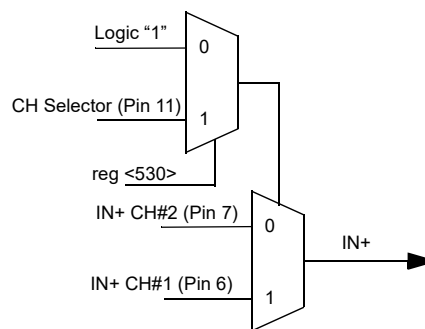 Logic “1”
0
CH Selector (Pin 11)
1
reg <530>
IN+ CH#2 (Pin 7)
0
IN+
IN+ CH#1 (Pin 6)
1